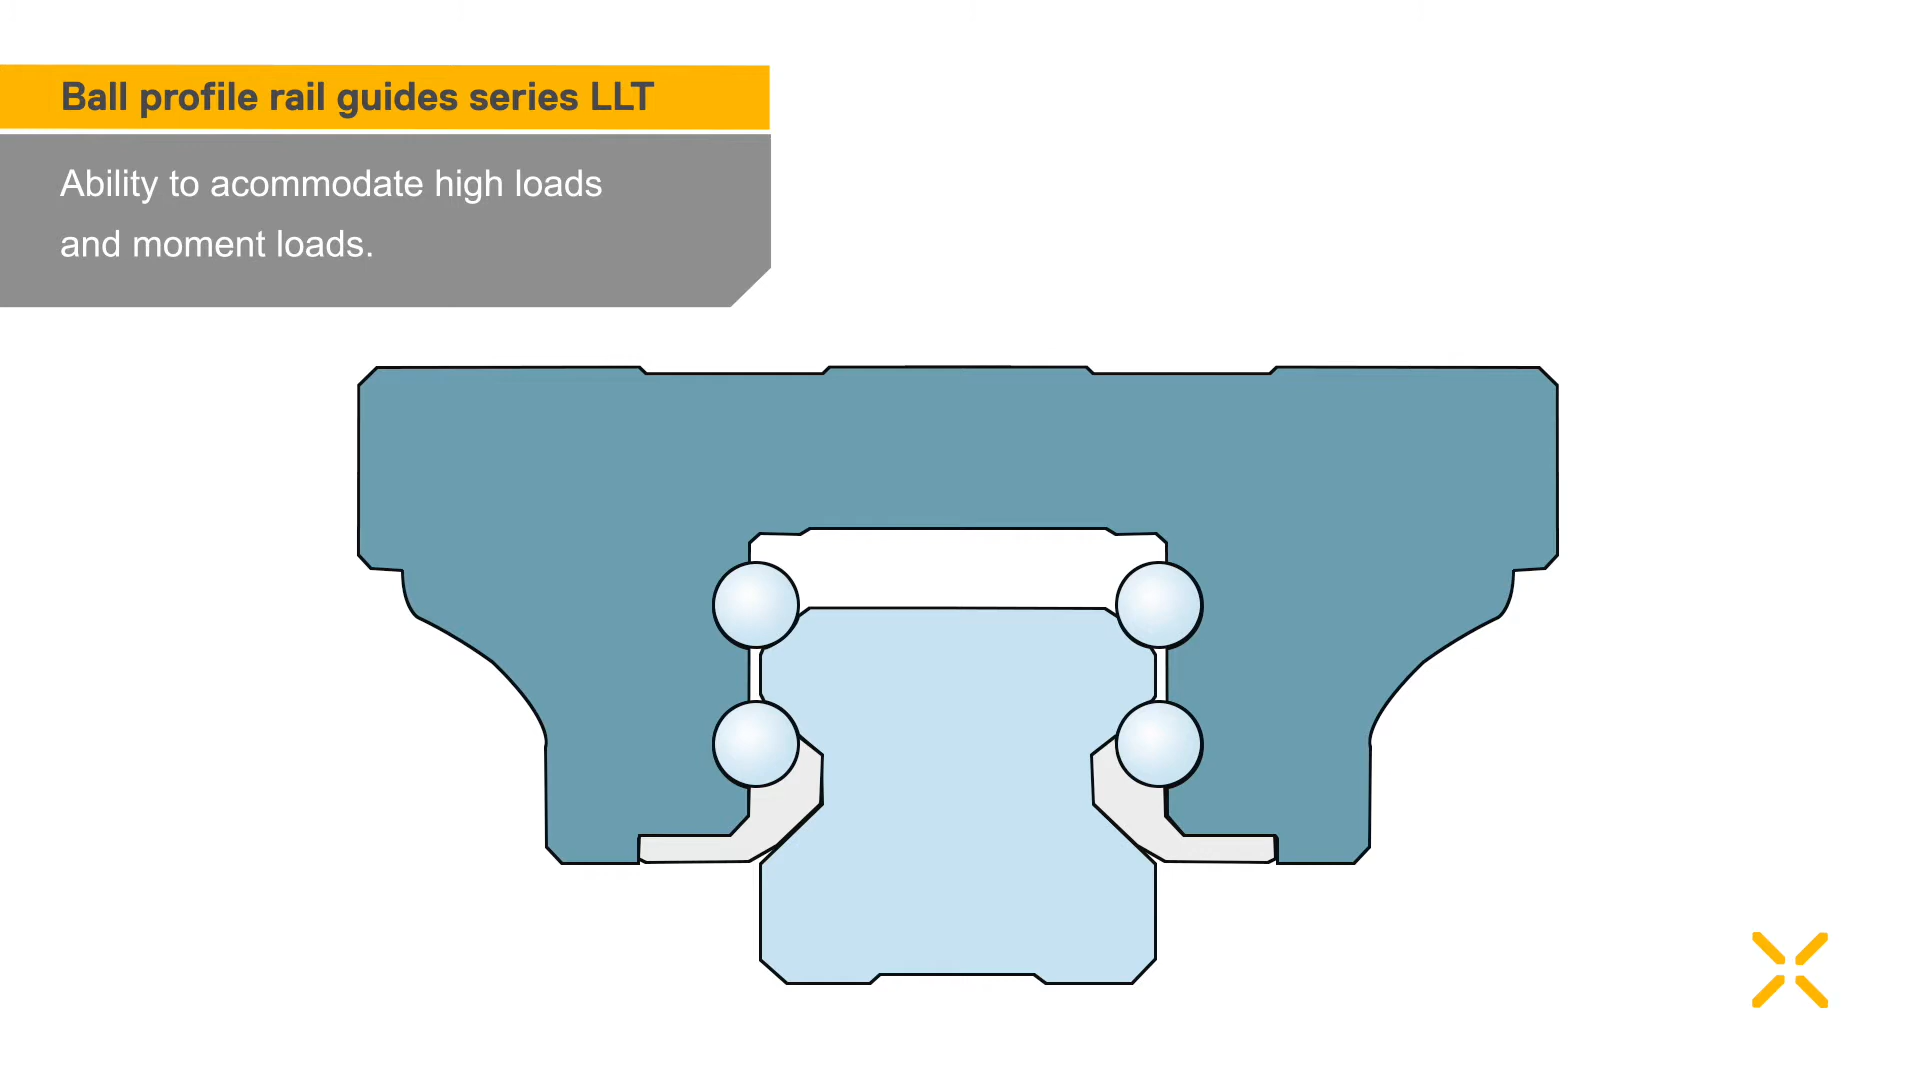 Ball profile rail guides series LLT
Ability to acommodate high loads
and moment loads.